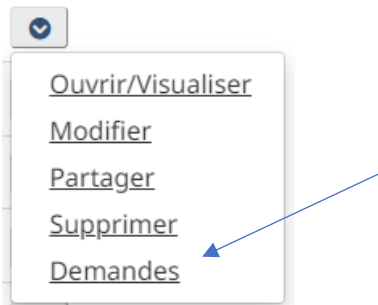 Ouvrir/Visualiser
Modifier
Partager
Supprimer
Demandes